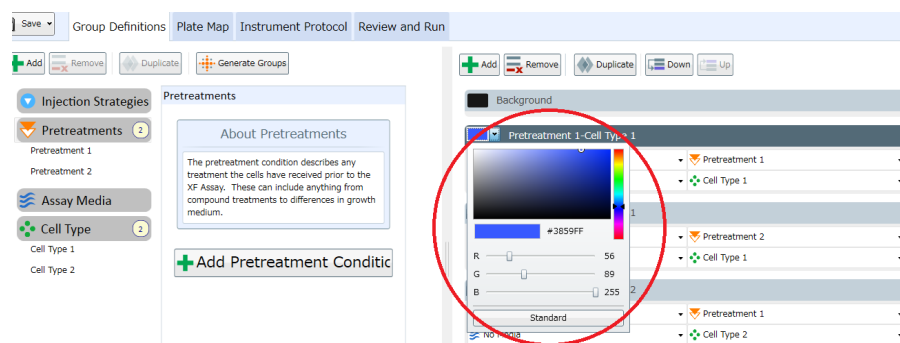 Save
Group Definitions
Plate Map
Instrument Protocol
Review and Run
Add
Remove
Duplicate
Generate Groups
Injection Strategies
Pretreatments 2
Pretreatment 1
Pretreatment 2
Assay Media
Cell Type 2
Cell Type 1
Cell Type 2
Pretreatments
About Pretreatments
The pretreatment condition describes any
treatment the cells have received prior to the
XF Assay. These can include anything from
compound treatments to differences in growth
medium.
Add Pretreatment Conditic
Add
Remove
Duplicate
Down
Up
Background
Pretreatment 1-Cell Type 1
Pretreatment 1
Cell Type 1
1
#3859FF
Pretreatment 2
R 56
Cell Type 1
G 89
B 255
2
Standard
Pretreatment 1
No Media
Cell Type 2